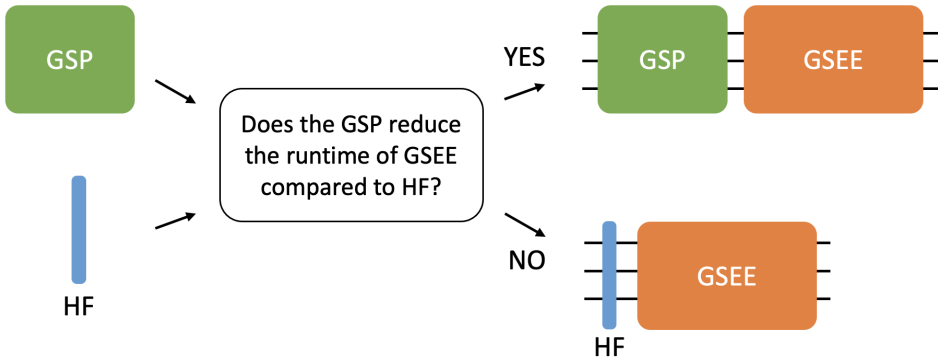 GSP
HF
Does the GSP reduce
the runtime of GSEE
compared to HF?
YES
GSP
GSEE
NO
GSEE
HF